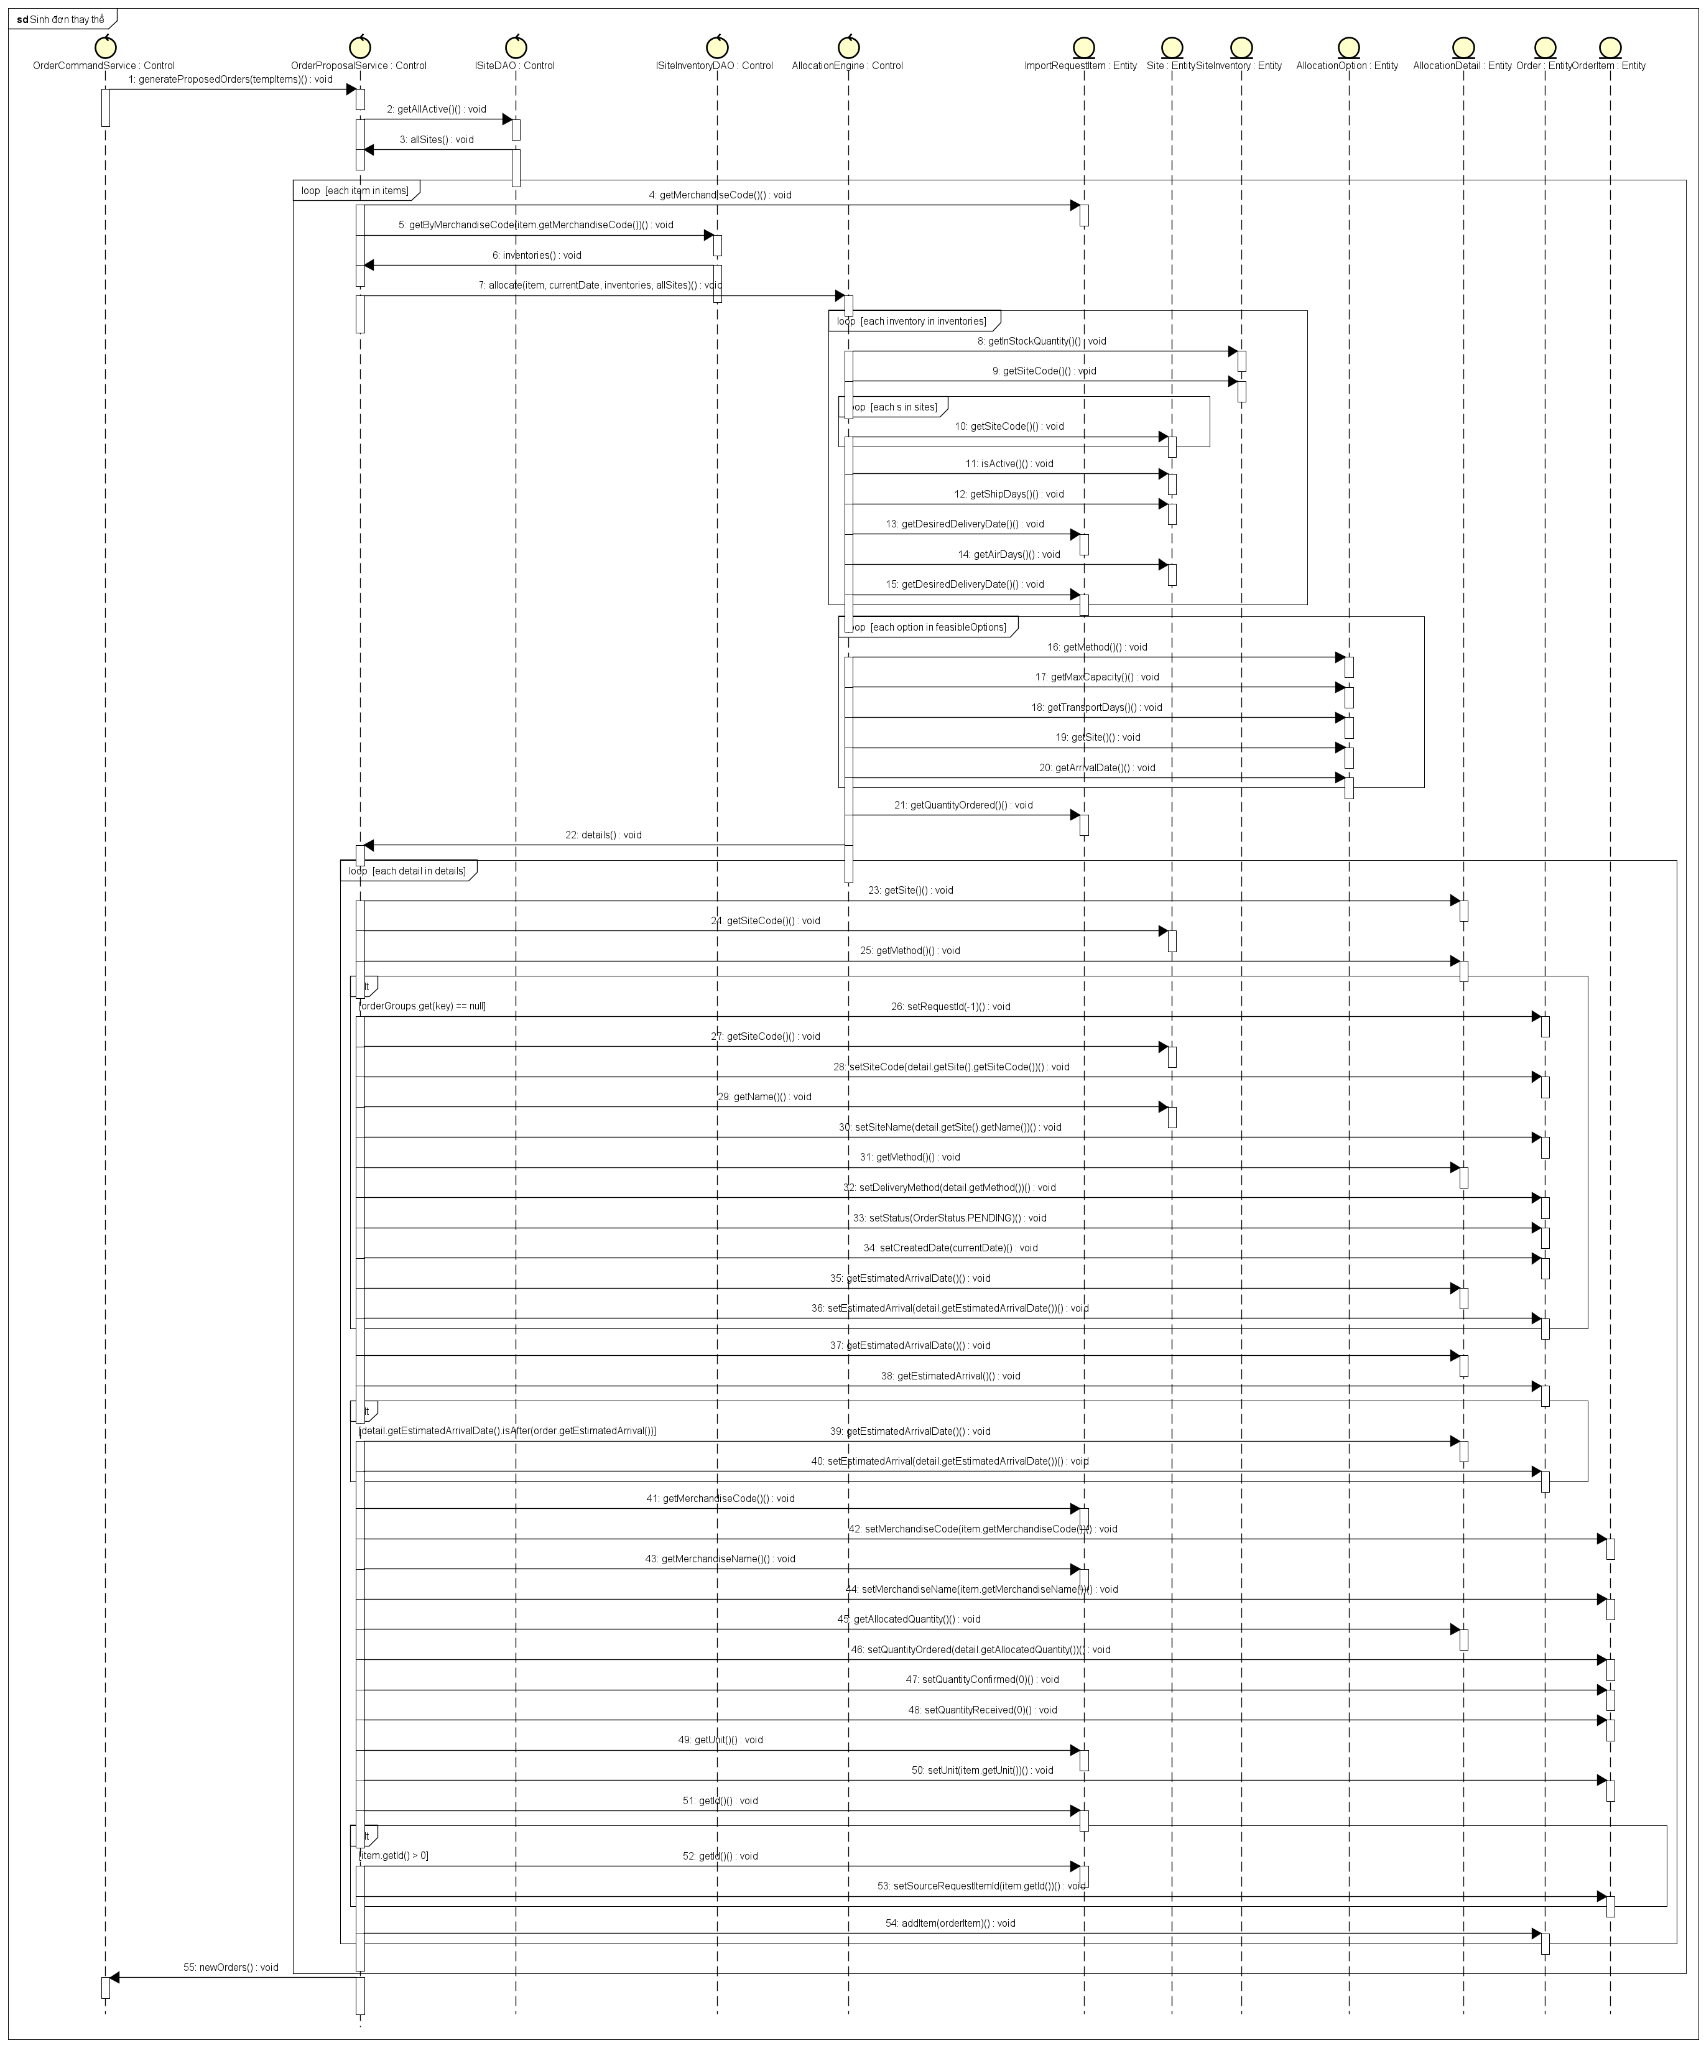 sd Sinh đơn thay thế
OrderCommandService : Control
OrderProposalService : Control
ISiteDAO : Control
ISiteInventoryDAO : Control
AllocationEngine : Control
ImportRequestItem : Entity
Site : Entity
SiteInventory : Entity
AllocationOption : Entity
AllocationDetail : Entity
Order : Entity
OrderItem : Entity
1: generateProposedOrders(tempItems)() : void
2: getAllActive()() : void
3: allSites() : void
loop [each item in items]
4: getMerchandiseCode()() : void
5: getByMerchandiseCode(item.getMerchandiseCode())() : void
6: inventories() : void
7: allocate(item, currentDate, inventories, allSites)() : void
loop [each inventory in inventories]
8: getInStockQuantity()() : void
9: getSiteCode()() : void
loop [each s in sites]
10: getSiteCode()() : void
11: isActive()() : void
12: getShipDays()() : void
13: getDesiredDeliveryDate()() : void
14: getAirDays()() : void
15: getDesiredDeliveryDate()() : void
loop [each option in feasibleOptions]
16: getMethod()() : void
17: getMaxCapacity()() : void
18: getTransportDays()() : void
19: getSite()() : void
20: getArrivalDate()() : void
21: getQuantityOrdered()() : void
22: details() : void
loop [each detail in details]
23: getSite()() : void
24: getSiteCode()() : void
25: getMethod()() : void
alt
[orderGroups.get(key) == null]
26: setRequestId(-1)() : void
27: getSiteCode()() : void
28: setSiteCode(detail.getSite().getSiteCode())() : void
29: getName()() : void
30: setSiteName(detail.getSite().getName())() : void
31: getMethod()() : void
32: setDeliveryMethod(detail.getMethod())() : void
33: setStatus(OrderStatus.PENDING)() : void
34: setCreatedDate(currentDate)() : void
35: getEstimatedArrivalDate()() : void
36: setEstimatedArrival(detail.getEstimatedArrivalDate())() : void
37: getEstimatedArrivalDate()() : void
38: getEstimatedArrival()() : void
alt
[detail.getEstimatedArrivalDate().isAfter(order.getEstimatedArrival())]
39: getEstimatedArrivalDate()() : void
40: setEstimatedArrival(detail.getEstimatedArrivalDate())() : void
41: getMerchandiseCode()() : void
42: setMerchandiseCode(item.getMerchandiseCode())() : void
43: getMerchandiseName()() : void
44: setMerchandiseName(item.getMerchandiseName())() : void
45: getAllocatedQuantity()() : void
46: setQuantityOrdered(detail.getAllocatedQuantity())() : void
47: setQuantityConfirmed(0)() : void
48: setQuantityReceived(0)() : void
49: getUnit()() : void
50: setUnit(item.getUnit())() : void
51: getId()() : void
alt
[item.getId() > 0]
52: getId()() : void
53: setSourceRequestItemId(item.getId())() : void
54: addItem(orderItem)() : void
55: newOrders() : void